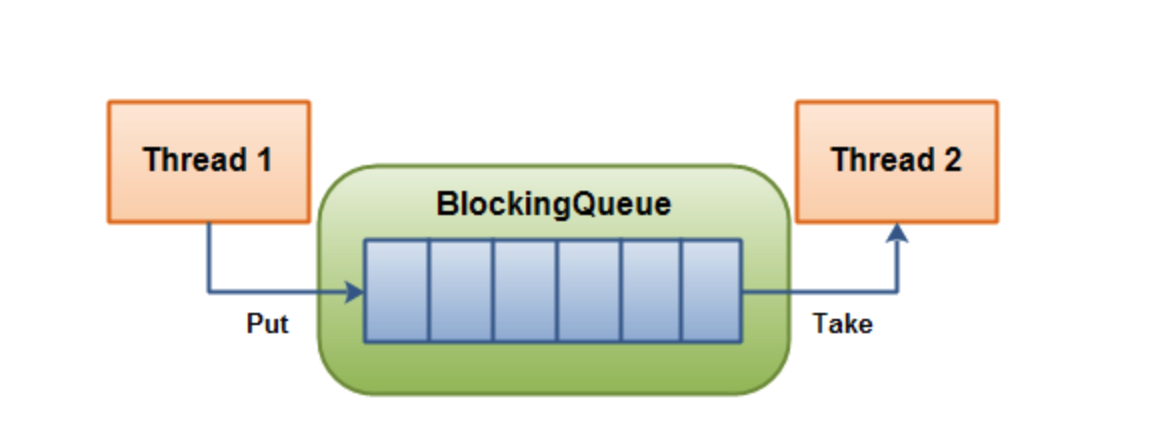 Thread 1
Thread 2
BlockingQueue
Put
Take